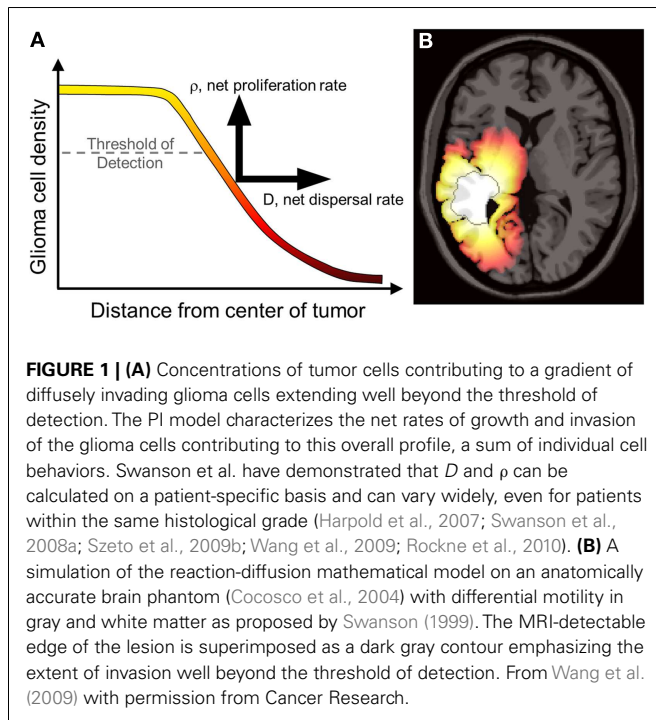 A
B
ρ, net proliferation rate
Threshold of
Detection
D, net dispersal rate
Glioma cell density
Distance from center of tumor
FIGURE 1 | (A) Concentrations of tumor cells contributing to a gradient of
diffusely invading glioma cells extending well beyond the threshold of
detection. The PI model characterizes the net rates of growth and invasion
of the glioma cells contributing to this overall profile, a sum of individual cell
behaviors. Swanson et al. have demonstrated that D and ρ can be
calculated on a patient-specific basis and can vary widely, even for patients
within the same histological grade (Harpold et al., 2007; Swanson et al.,
2008a; Szeto et al., 2009b; Wang et al., 2009; Rockne et al., 2010). (B) A
simulation of the reaction-diffusion mathematical model on an anatomically
accurate brain phantom (Cocosco et al., 2004) with differential motility in
gray and white matter as proposed by Swanson (1999). The MRI-detectable
edge of the lesion is superimposed as a dark gray contour emphasizing the
extent of invasion well beyond the threshold of detection. From Wang et al.
(2009) with permission from Cancer Research.